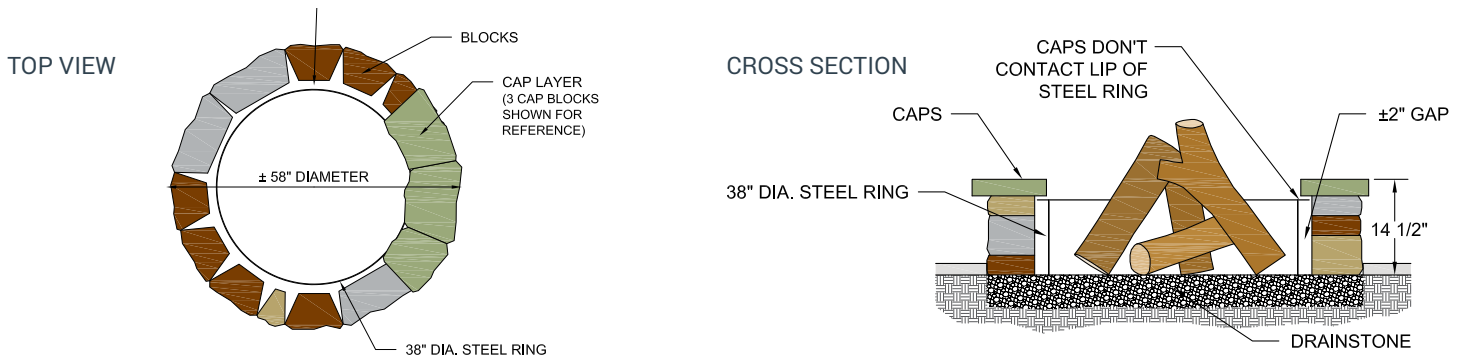 TOP VIEW
BLOCKS
CAP LAYER
(3 CAP BLOCKS
SHOWN FOR
REFERENCE)
± 58" DIAMETER
38" DIA. STEEL RING
CROSS SECTION
CAPS DON'T
CONTACT LIP OF
STEEL RING
CAPS
±2" GAP
38" DIA. STEEL RING
14 1/2"
DRAINSTONE